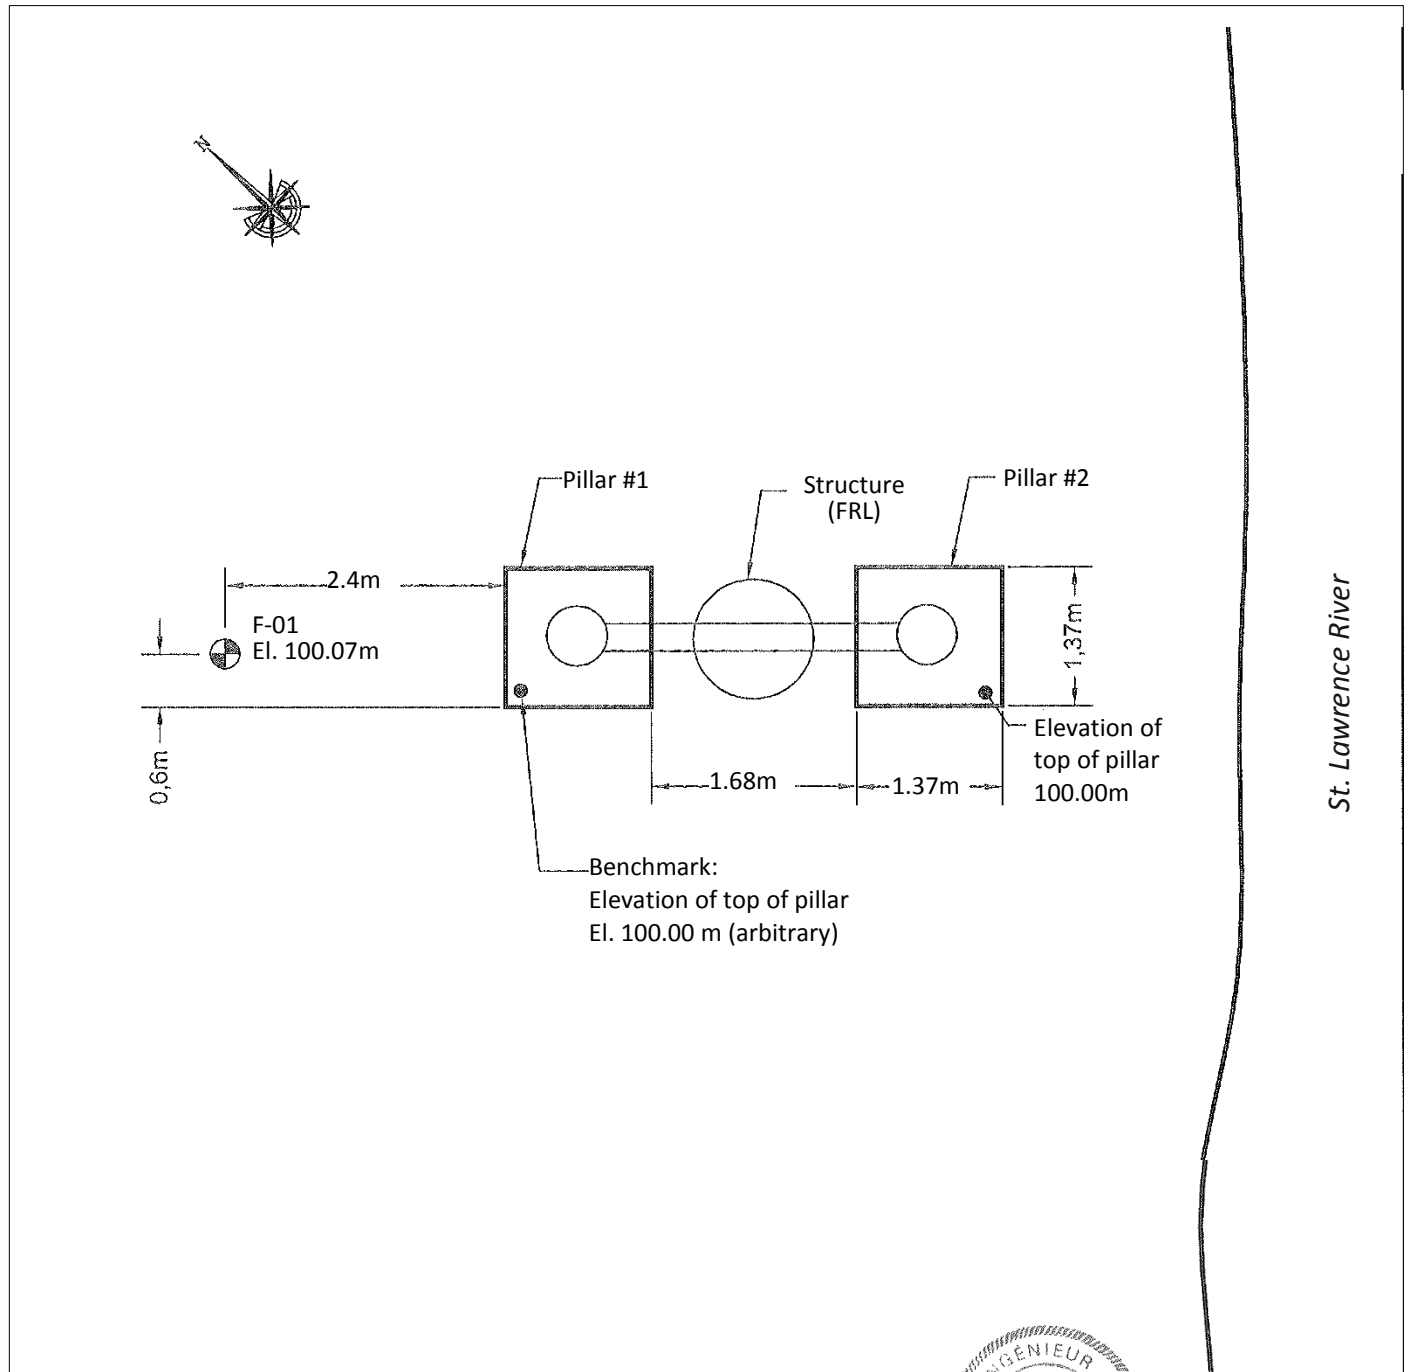 N
Pillar #1
Structure
(FRL)
Pillar #2
2.4m
F-01
El. 100.07m
1,37m
0,6m
1.68m
1.37m
Elevation of
top of pillar
100.00m
Benchmark:
Elevation of top of pillar
El. 100.00 m (arbitrary)
St. Lawrence River
INGÉNIEUR